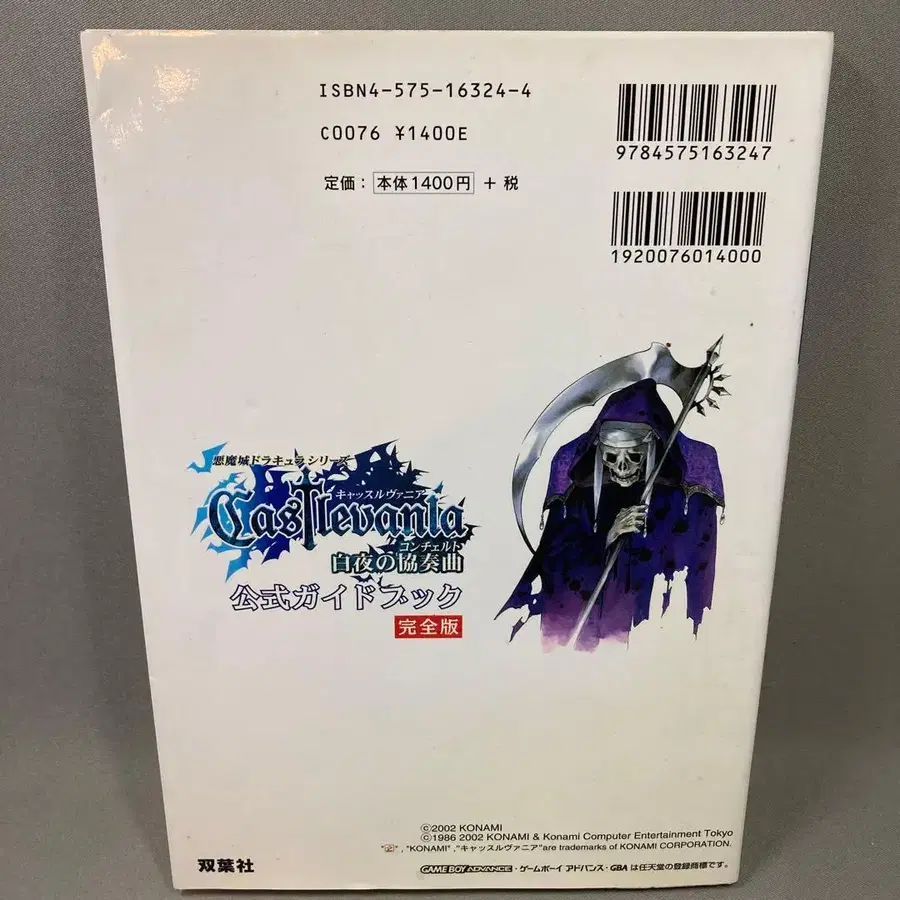 ISBN4-575-16324-4
C0076 ¥1400E
定価：本体1400円＋税
9784575163247
1920076014000
悪魔城ドラキュラシリーズ
キャッスルヴァニア
Castlevania
コンチェルト
白夜の協奏曲
公式ガイドブック
完全版
©2002 KONAMI
©1986 2002 KONAMI & Konami Computer Entertainment Tokyo
"KONAMI","キャッスルヴァニア"are trademarks of KONAMI CORPORATION.
双葉社
GAME BOY ADVANCE・ゲームボーイ アドバンス・GBA は任天堂の登録商標です。